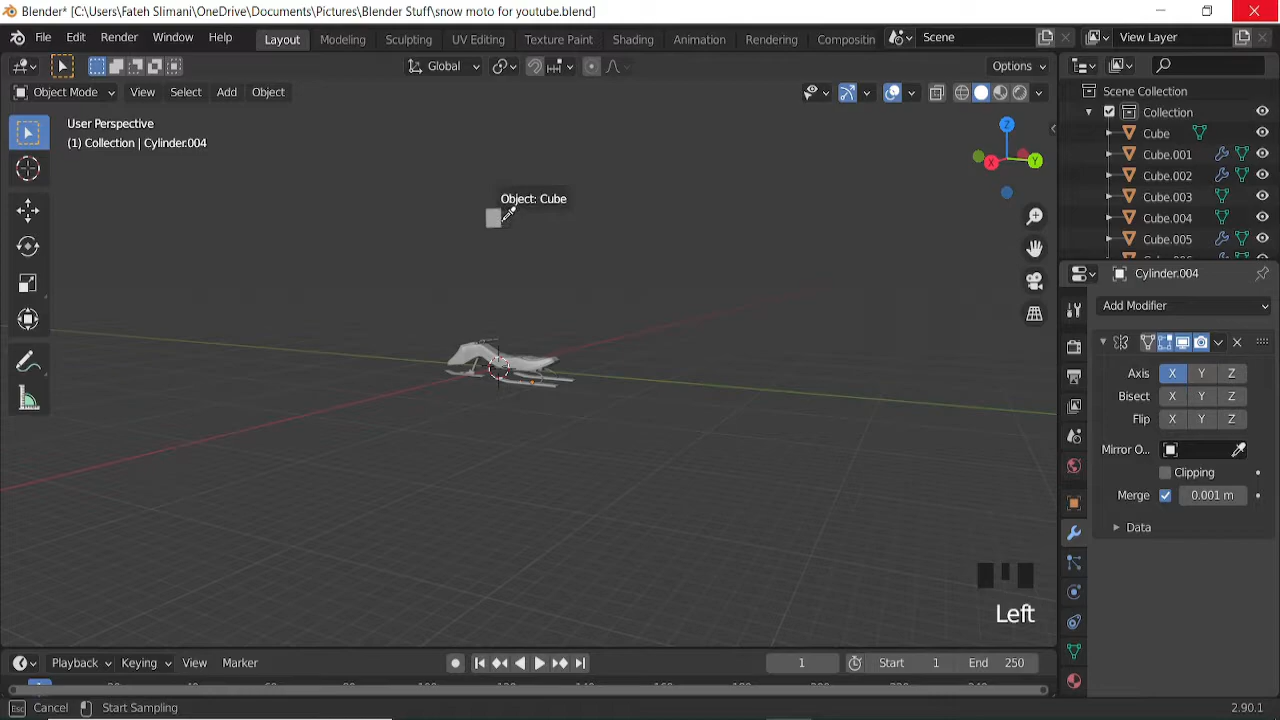 Blender* [C:\Users\Fateh Slimani\OneDrive\Documents\Pictures\Blender Stuff\snow moto for youtube.blend]
File Edit Render Window Help Layout Modeling Sculpting UV Editing Texture Paint Shading Animation Rendering Compositin Scene View Layer
Global Options
Object Mode View Select Add Object
User Perspective
(1) Collection | Cylinder.004
Object: Cube
X
Y
Z
Scene Collection
Collection
Cube
Cube.001
Cube.002
Cube.003
Cube.004
Cube.005
Cylinder.004
Add Modifier
Axis X Y Z
Bisect X Y Z
Flip X Y Z
Mirror O...
Clipping
Merge 0.001 m
Data
Left
Playback Keying View Marker 1 Start 1 End 250
Esc Cancel Start Sampling 2.90.1